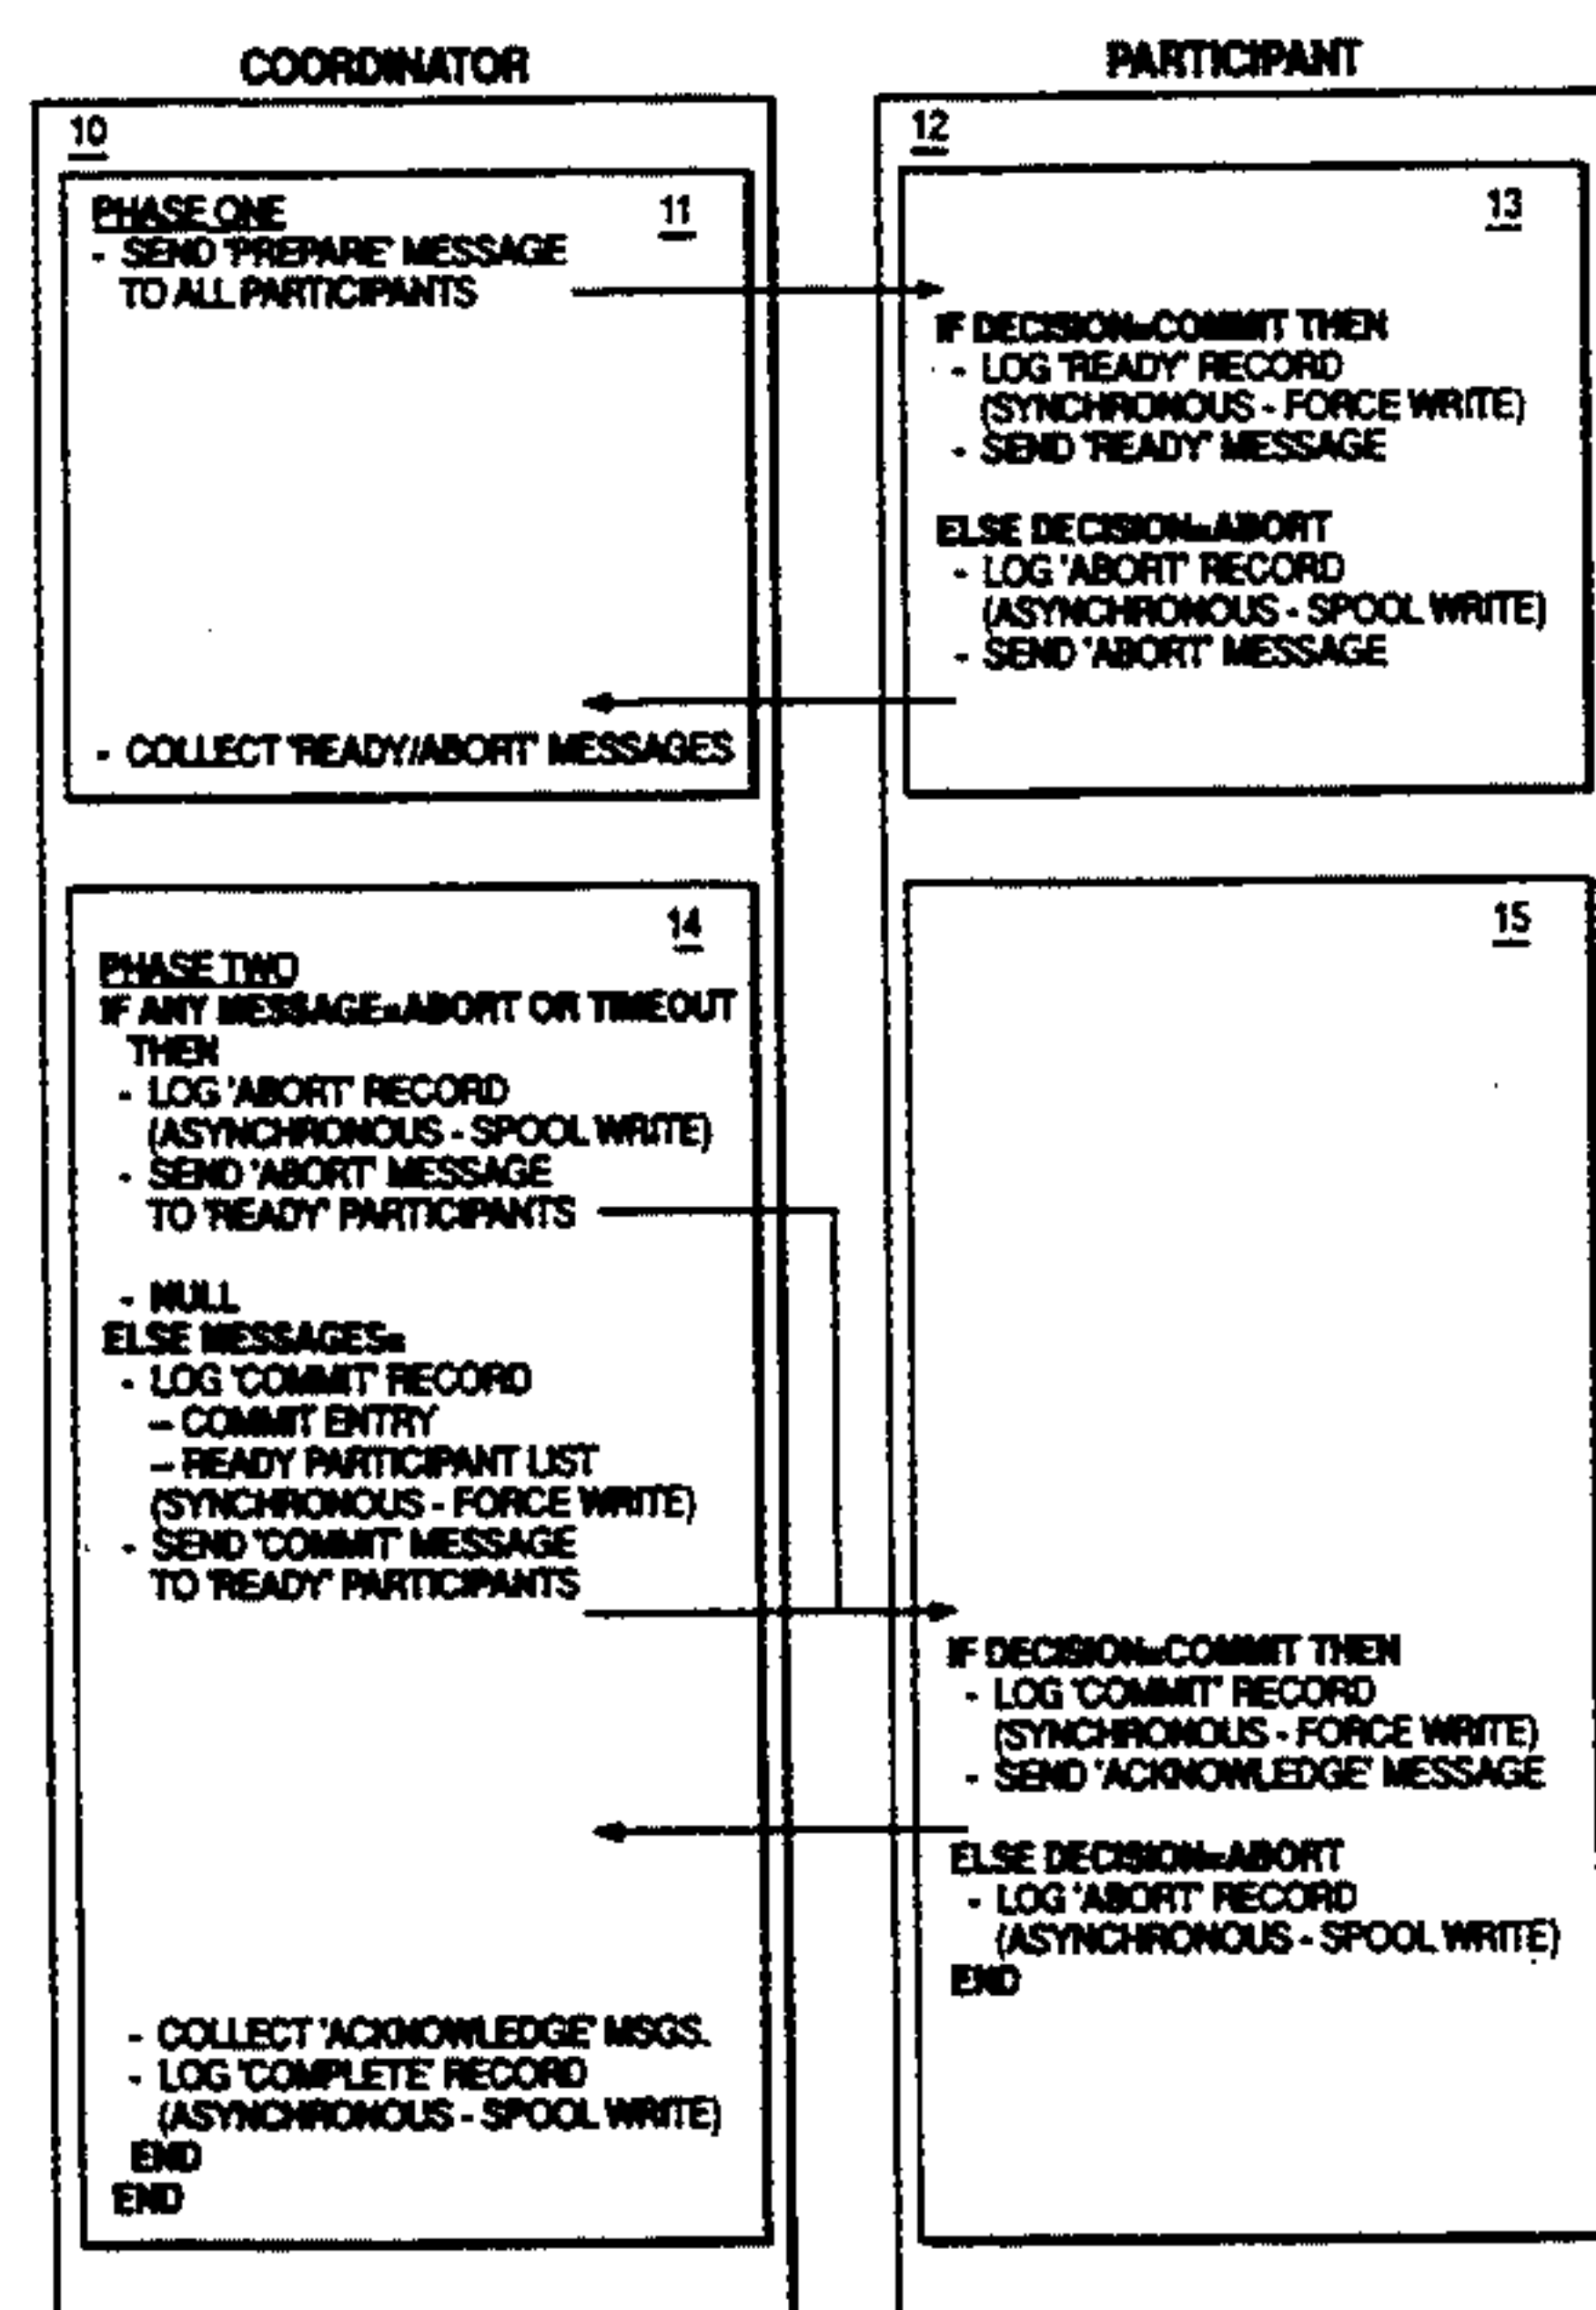 COORDINATOR
10
PHASE ONE
11
- SEND 'PREPARE' MESSAGE
TO ALL PARTICIPANTS
- COLLECT 'READY/ABORT' MESSAGES
14
PHASE TWO
IF ANY MESSAGE=ABORT OR TIMEOUT
THEN
- LOG 'ABORT' RECORD
(ASYNCHRONOUS - SPOOL WRITE)
- SEND 'ABORT' MESSAGE
TO 'READY' PARTICIPANTS
- NULL
ELSE MESSAGES=
- LOG 'COMMIT' RECORD
-- COMMIT ENTRY
-- READY PARTICIPANT LIST
(SYNCHRONOUS - FORCE WRITE)
- SEND 'COMMIT' MESSAGE
TO 'READY' PARTICIPANTS
- COLLECT 'ACKNOWLEDGE' MSGS.
- LOG 'COMPLETE' RECORD
(ASYNCHRONOUS - SPOOL WRITE)
END
END
PARTICIPANT
12
13
IF DECISION=COMMIT THEN
- LOG 'READY' RECORD
(SYNCHRONOUS - FORCE WRITE)
- SEND 'READY' MESSAGE
ELSE DECISION=ABORT
- LOG 'ABORT' RECORD
(ASYNCHRONOUS - SPOOL WRITE)
- SEND 'ABORT' MESSAGE
15
IF DECISION=COMMIT THEN
- LOG 'COMMIT' RECORD
(SYNCHRONOUS - FORCE WRITE)
- SEND 'ACKNOWLEDGE' MESSAGE
ELSE DECISION=ABORT
- LOG 'ABORT' RECORD
(ASYNCHRONOUS - SPOOL WRITE)
END